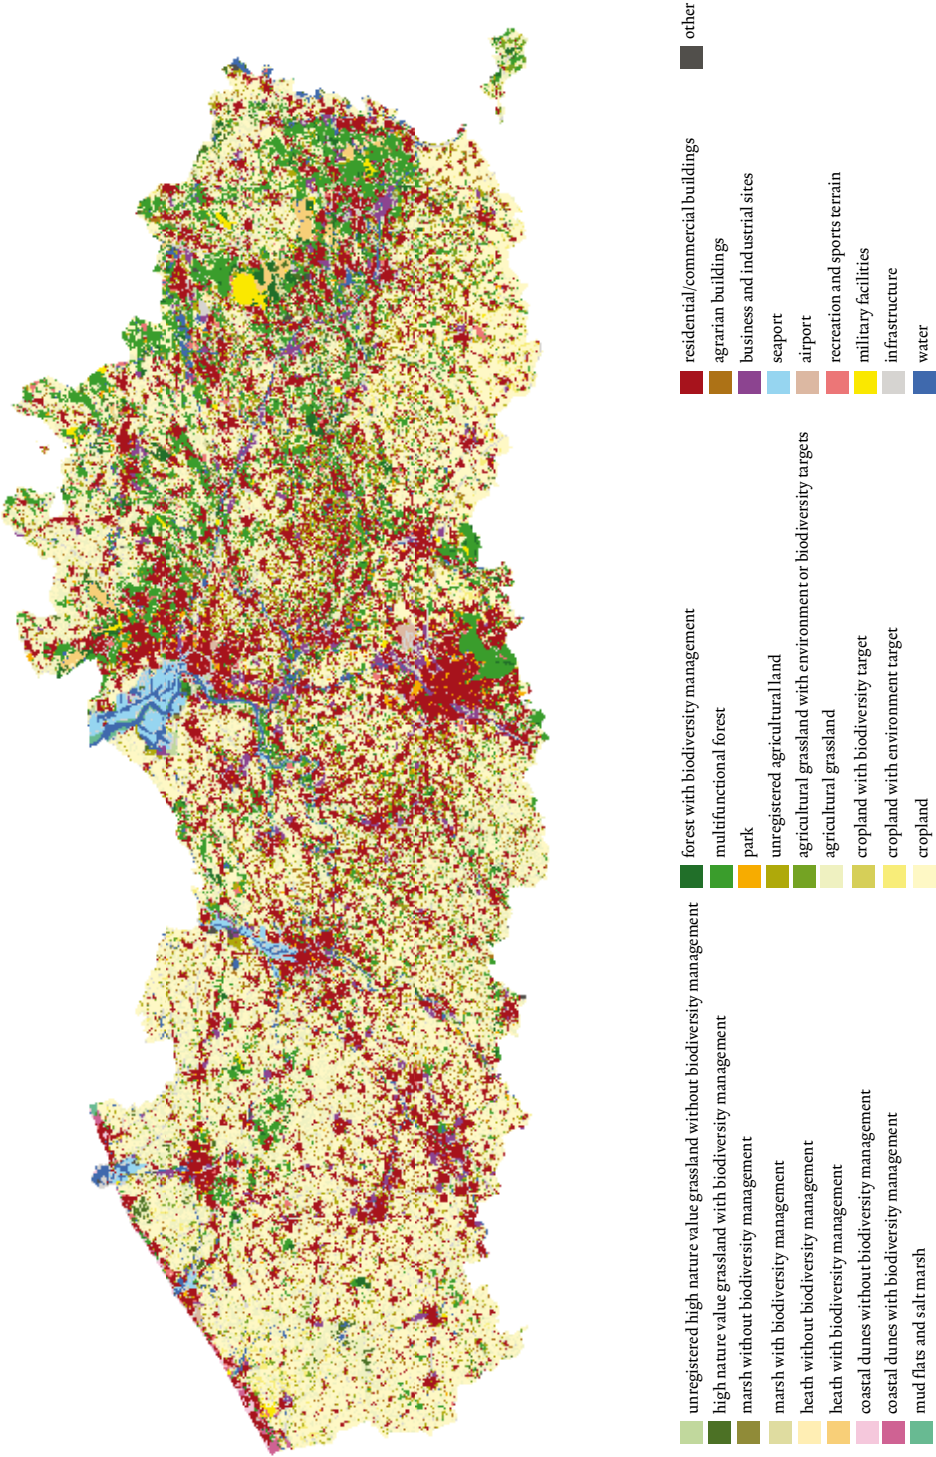 unregistered high nature value grassland without biodiversity management
high nature value grassland with biodiversity management
marsh without biodiversity management
marsh with biodiversity management
heath without biodiversity management
heath with biodiversity management
coastal dunes without biodiversity management
coastal dunes with biodiversity management
mud flats and salt marsh
forest with biodiversity management
multifunctional forest
park
unregistered agricultural land
agricultural grassland with environment or biodiversity targets
agricultural grassland
cropland with biodiversity target
cropland with environment target
cropland
residential/commercial buildings
agrarian buildings
business and industrial sites
seaport
airport
recreation and sports terrain
military facilities
infrastructure
water
other